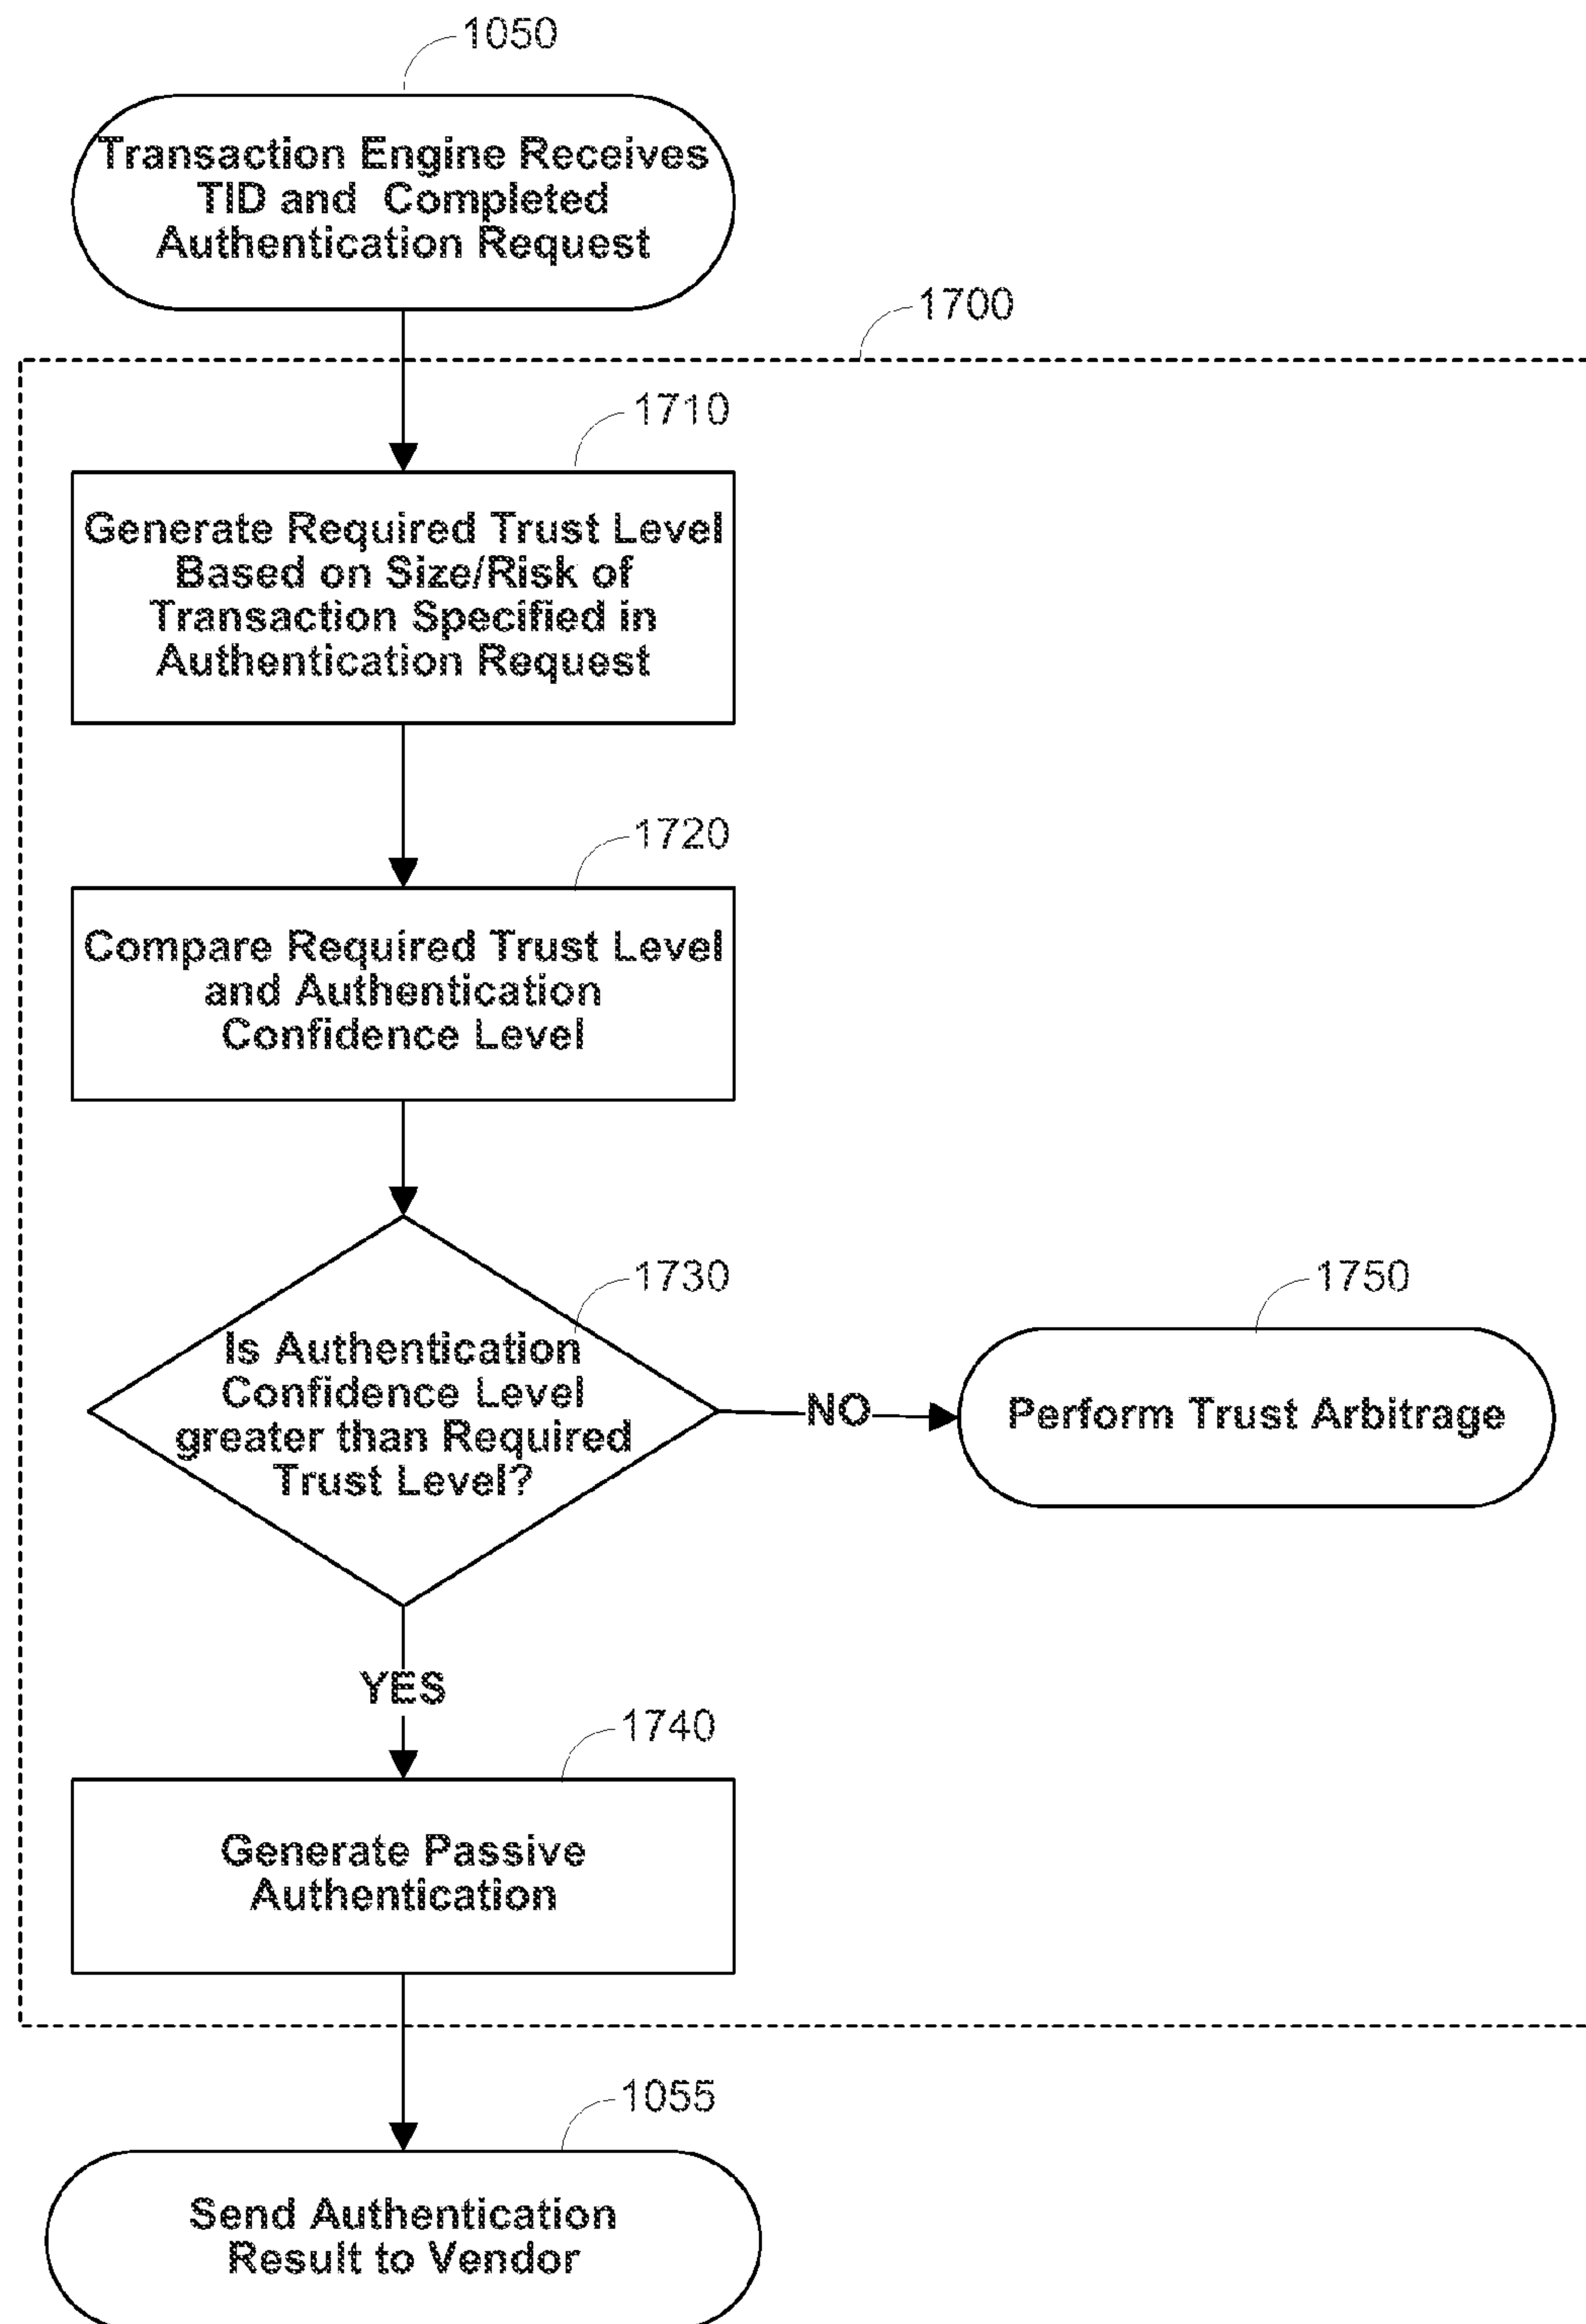 1050
Transaction Engine Receives
TID and Completed
Authentication Request
1700
1710
Generate Required Trust Level
Based on Size/Risk of
Transaction Specified in
Authentication Request
1720
Compare Required Trust Level
and Authentication
Confidence Level
1730
Is Authentication
Confidence Level
greater than Required
Trust Level?
NO
1750
Perform Trust Arbitrage
YES
1740
Generate Passive
Authentication
1055
Send Authentication
Result to Vendor